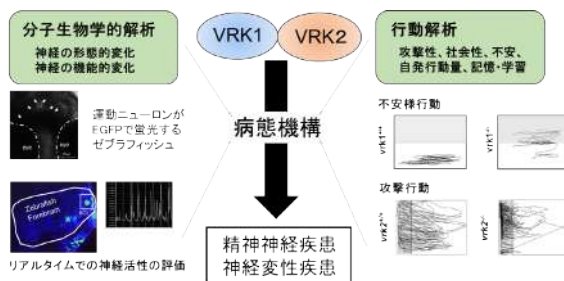 分子生物学的解析
神経の形態的変化
神経の機能的変化
運動ニューロンが
EGFPで蛍光する
ゼブラフィッシュ
Zebrafish
Forebrain
リアルタイムでの神経活性の評価
VRK1
VRK2
病態機構
精神神経疾患
神経変性疾患
行動解析
攻撃性、社会性、不安、
自発行動量、記憶・学習
不安様行動
vrk1+/+
vrk1-/-
攻撃行動
vrk2+/+
vrk2-/-